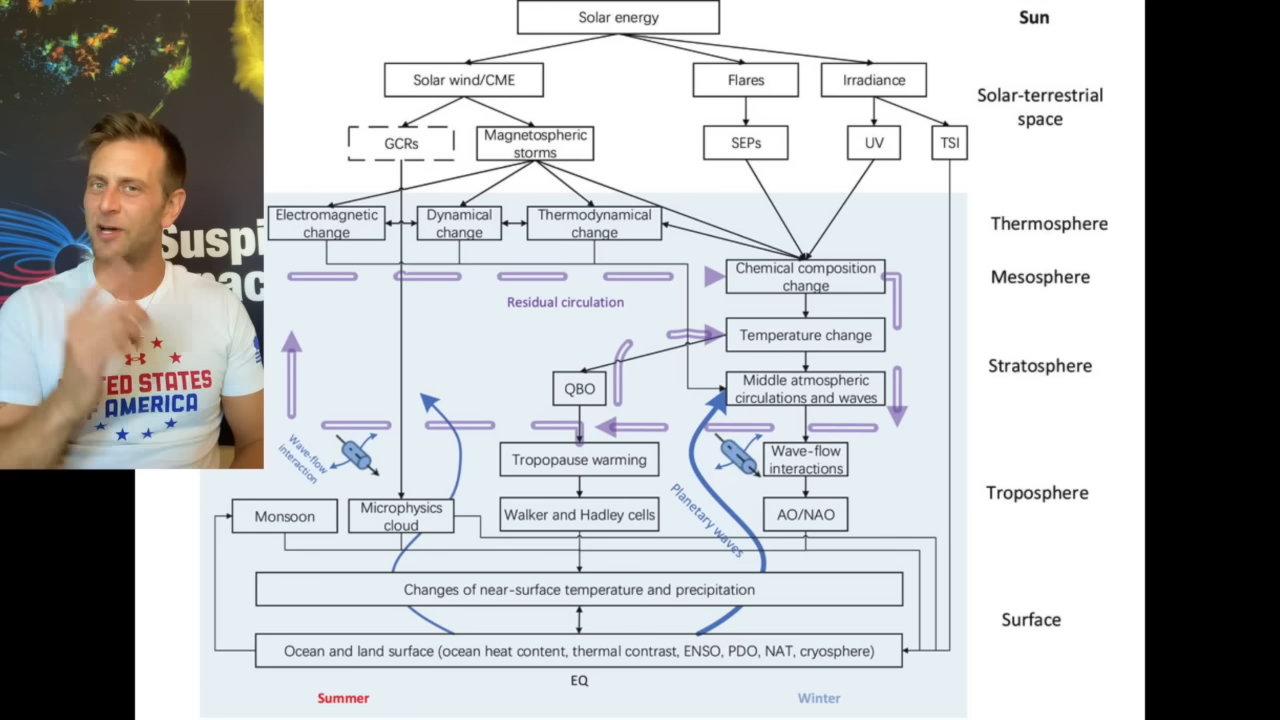 Solar energy
Sun
Solar wind/CME
Flares
Irradiance
Solar-terrestrial
space
GCRs
Magnetospheric
storms
SEPs
UV
TSI
Electromagnetic
change
Dynamical
change
Thermodynamical
change
Thermosphere
Chemical composition
change
Mesosphere
Residual circulation
Temperature change
Stratosphere
QBO
Middle atmospheric
circulations and waves
Wave-flow
interaction
Tropopause warming
Wave-flow
interactions
Troposphere
Planetary waves
Monsoon
Microphysics
cloud
Walker and Hadley cells
AO/NAO
Changes of near-surface temperature and precipitation
Surface
Ocean and land surface (ocean heat content, thermal contrast, ENSO, PDO, NAT, cryosphere)
EQ
Summer
Winter
Suspi
pac
TED STATES
F AMERICA